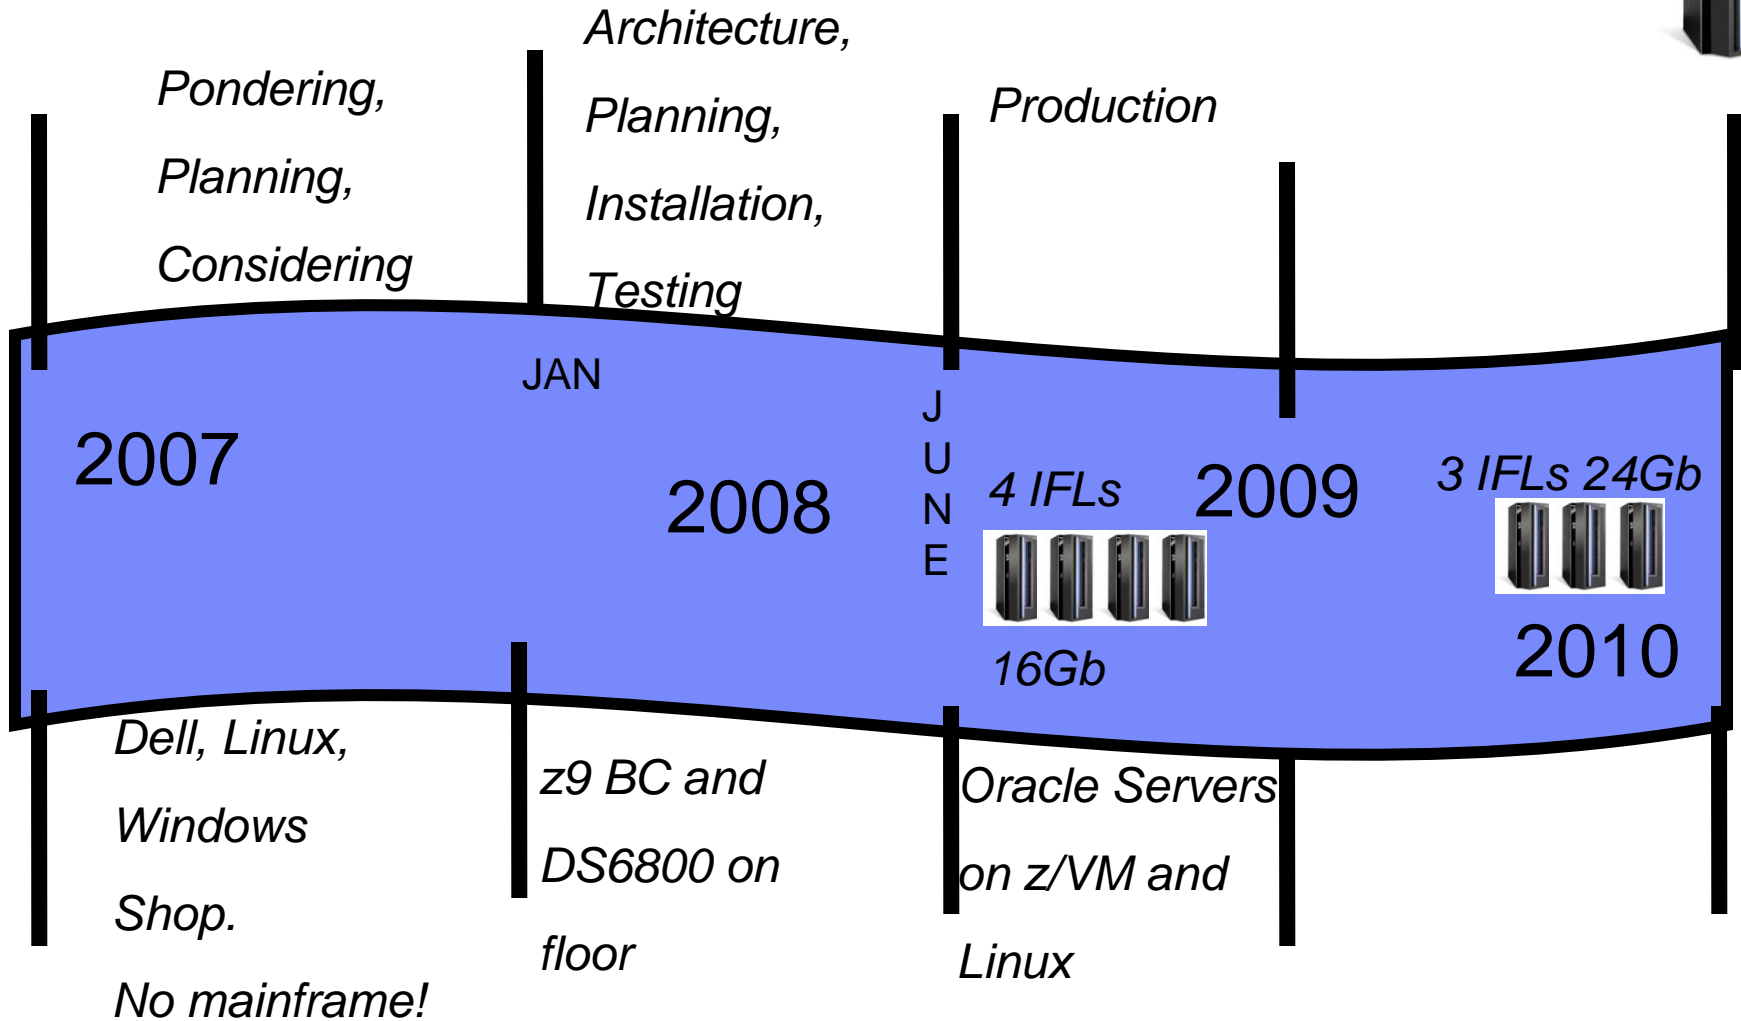 Pondering,
Planning,
Considering
Architecture,
Planning,
Installation,
Testing
Production
JAN
J
U
N
E
2007
2008
4 IFLs
16Gb
2009
3 IFLs 24Gb
2010
Dell, Linux,
Windows
Shop.
No mainframe!
z9 BC and
DS6800 on
floor
Oracle Servers
on z/VM and
Linux